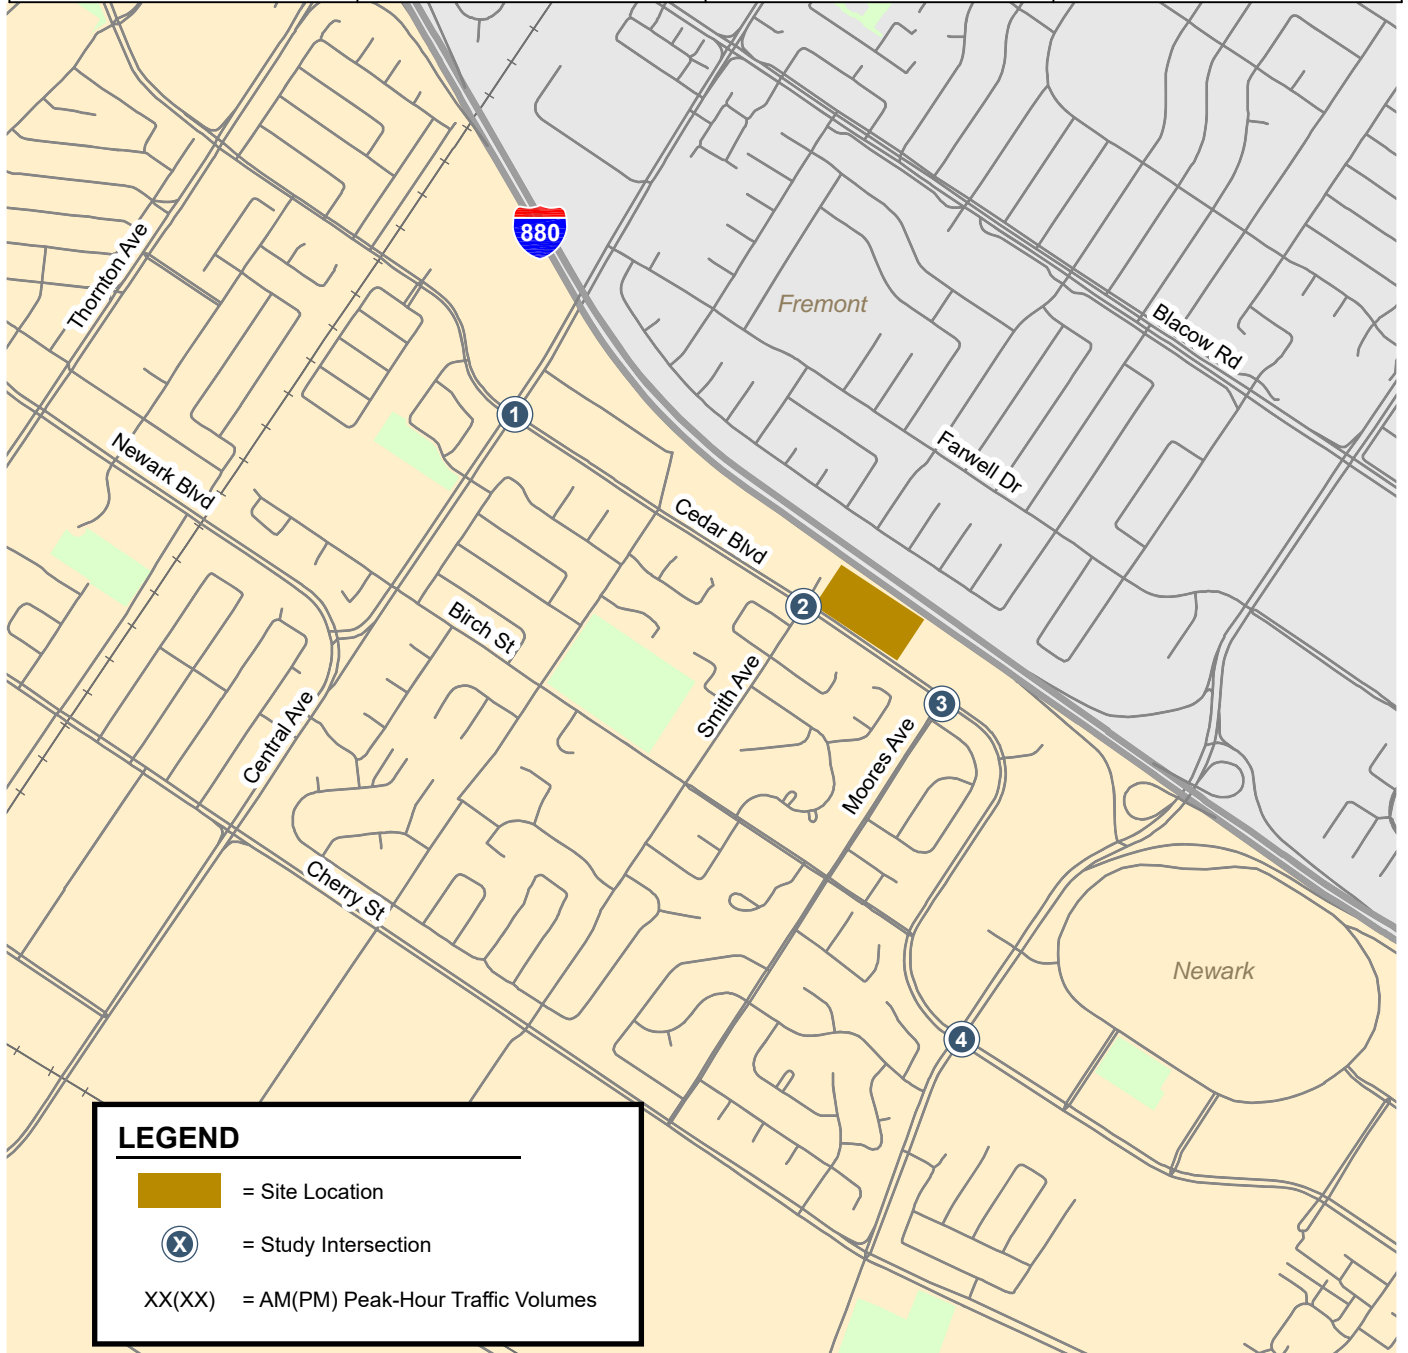 880
Thornton Ave
Fremont
Blacow Rd
1
Newark Blvd
Farwell Dr
Cedar Blvd
2
Birch St
Smith Ave
3
Central Ave
Moores Ave
Cherry St
Newark
4
LEGEND
= Site Location
X = Study Intersection
XX(XX) = AM(PM) Peak-Hour Traffic Volumes